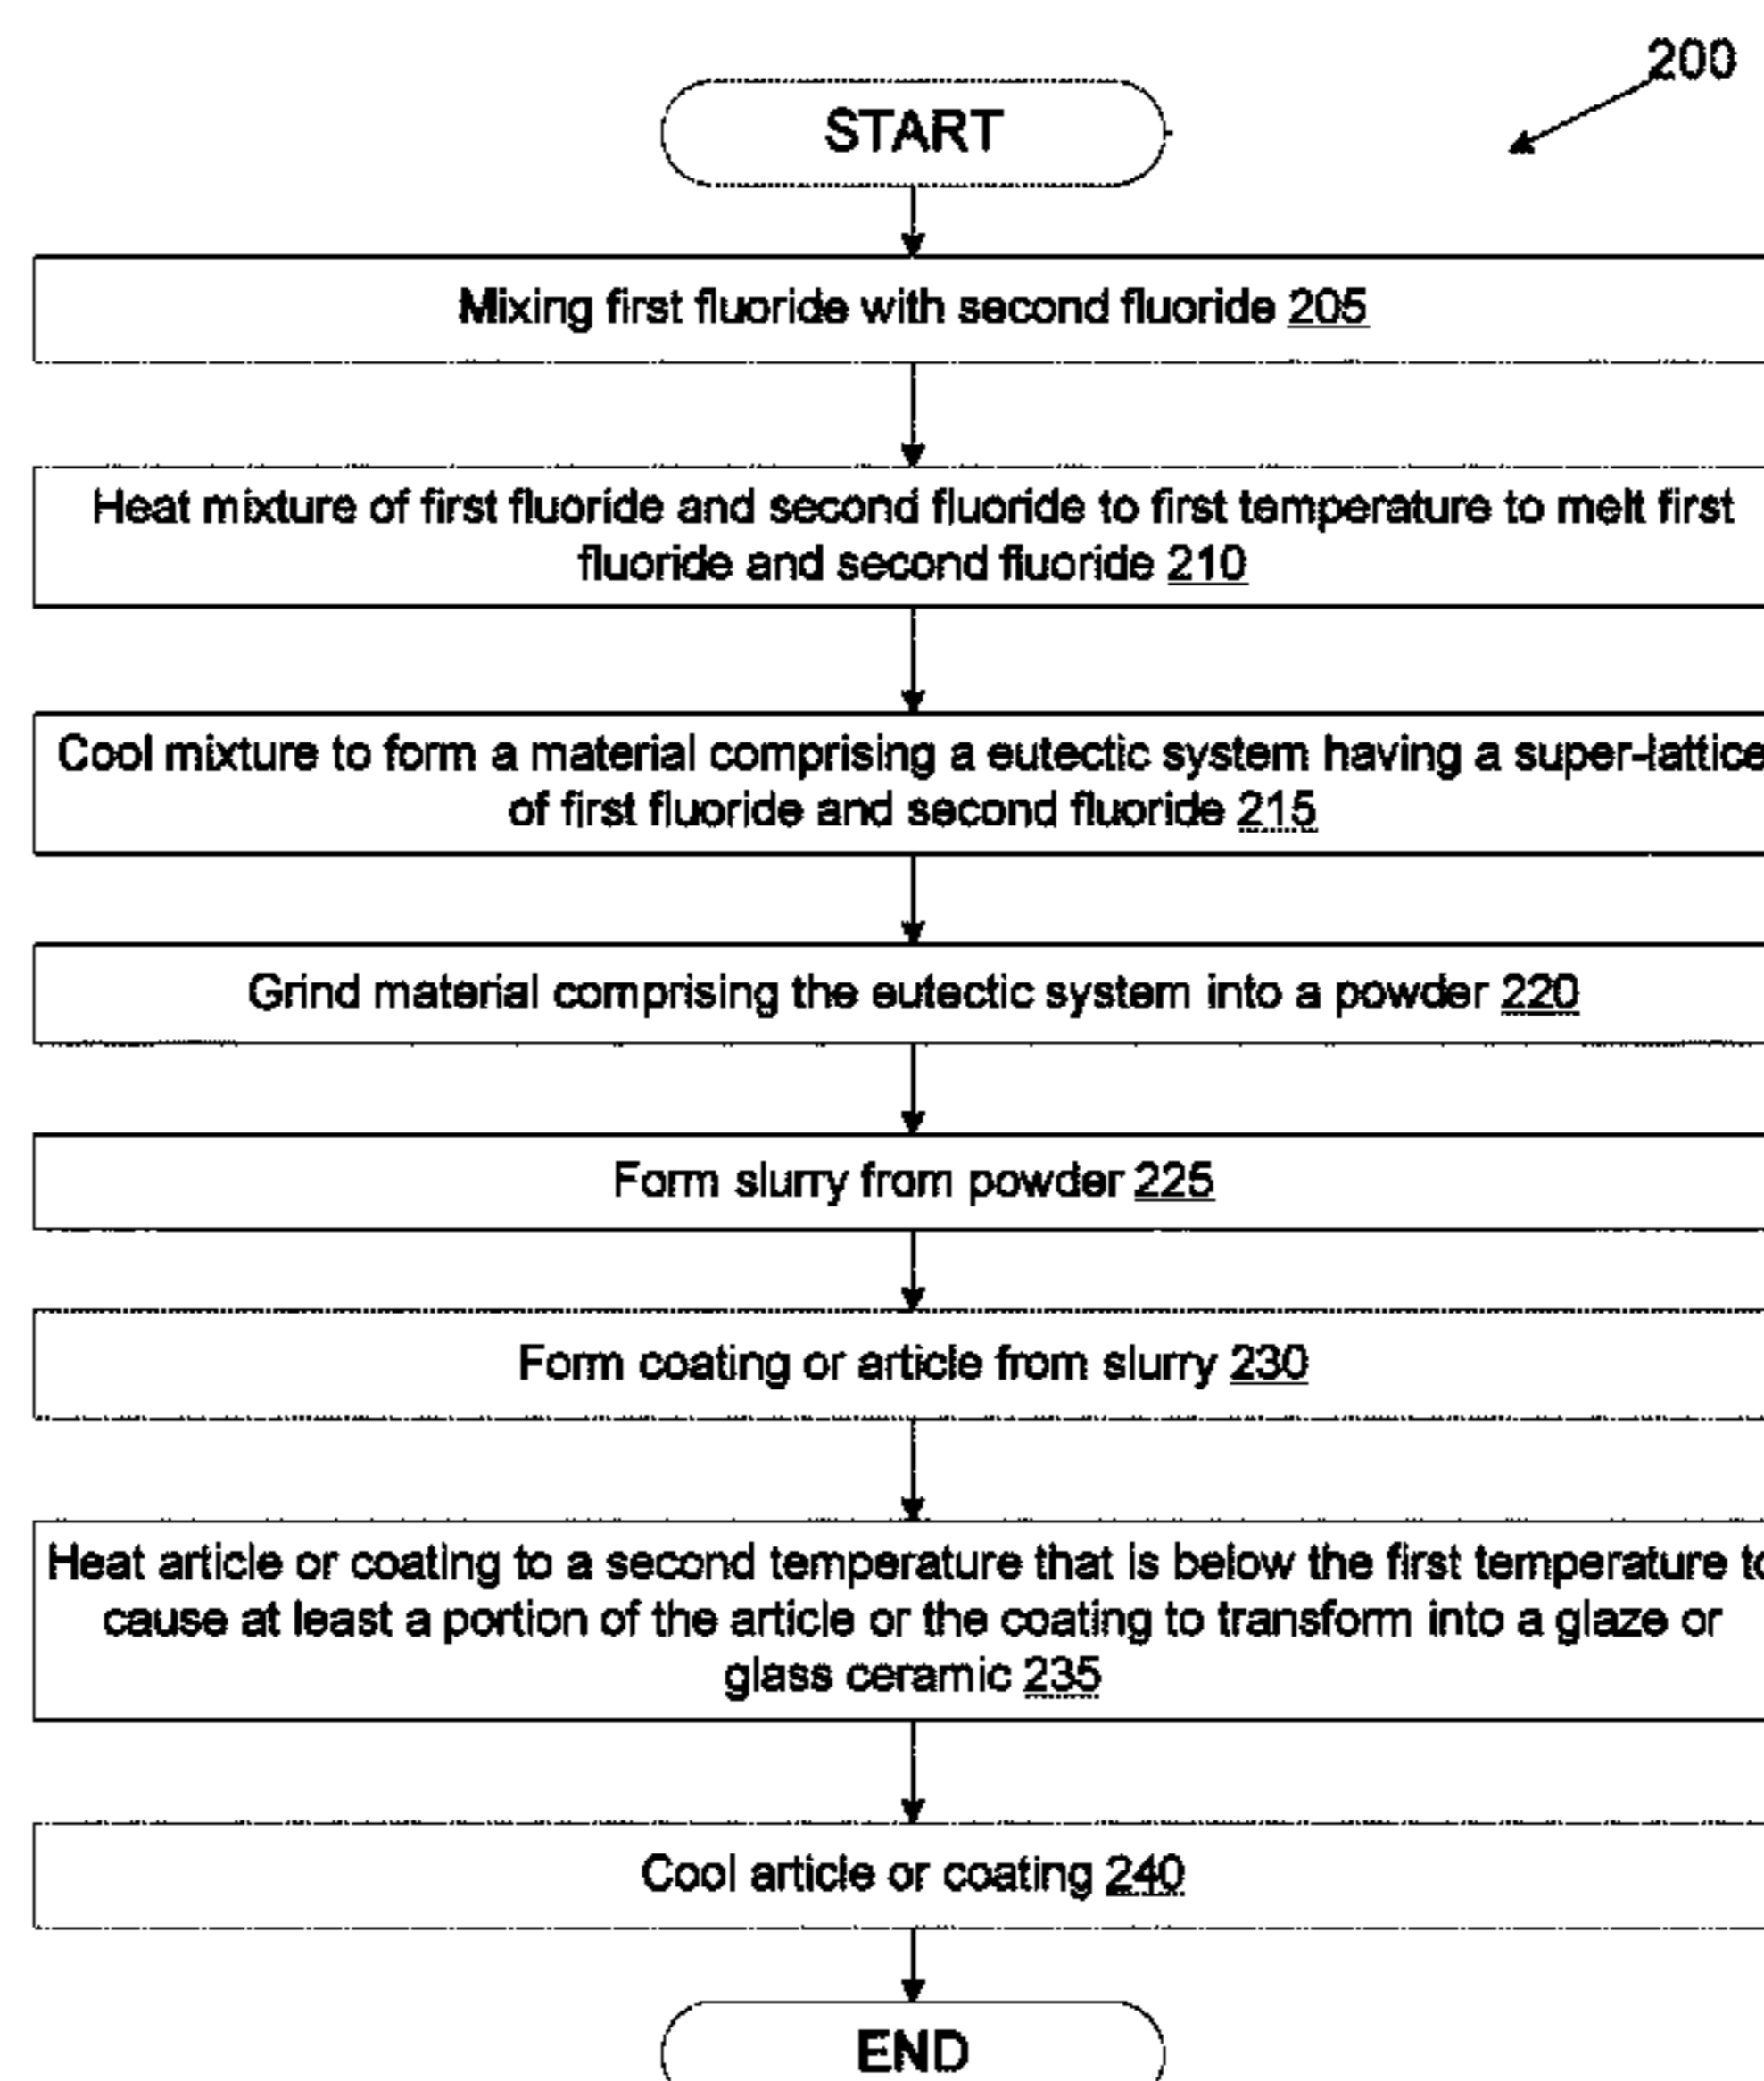 200
START
Mixing first fluoride with second fluoride 205
Heat mixture of first fluoride and second fluoride to first temperature to melt first
fluoride and second fluoride 210
Cool mixture to form a material comprising a eutectic system having a super-lattice
of first fluoride and second fluoride 215
Grind material comprising the eutectic system into a powder 220
Form slurry from powder 225
Form coating or article from slurry 230
Heat article or coating to a second temperature that is below the first temperature to
cause at least a portion of the article or the coating to transform into a glaze or
glass ceramic 235
Cool article or coating 240
END